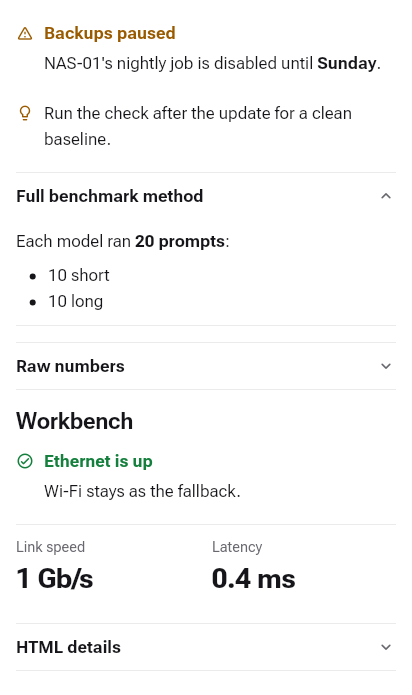 Backups paused
NAS-01's nightly job is disabled until Sunday.
Run the check after the update for a clean
baseline.
Full benchmark method
Each model ran 20 prompts:
• 10 short
• 10 long
Raw numbers
Workbench
Ethernet is up
Wi-Fi stays as the fallback.
Link speed
Latency
1 Gb/s
0.4 ms
HTML details